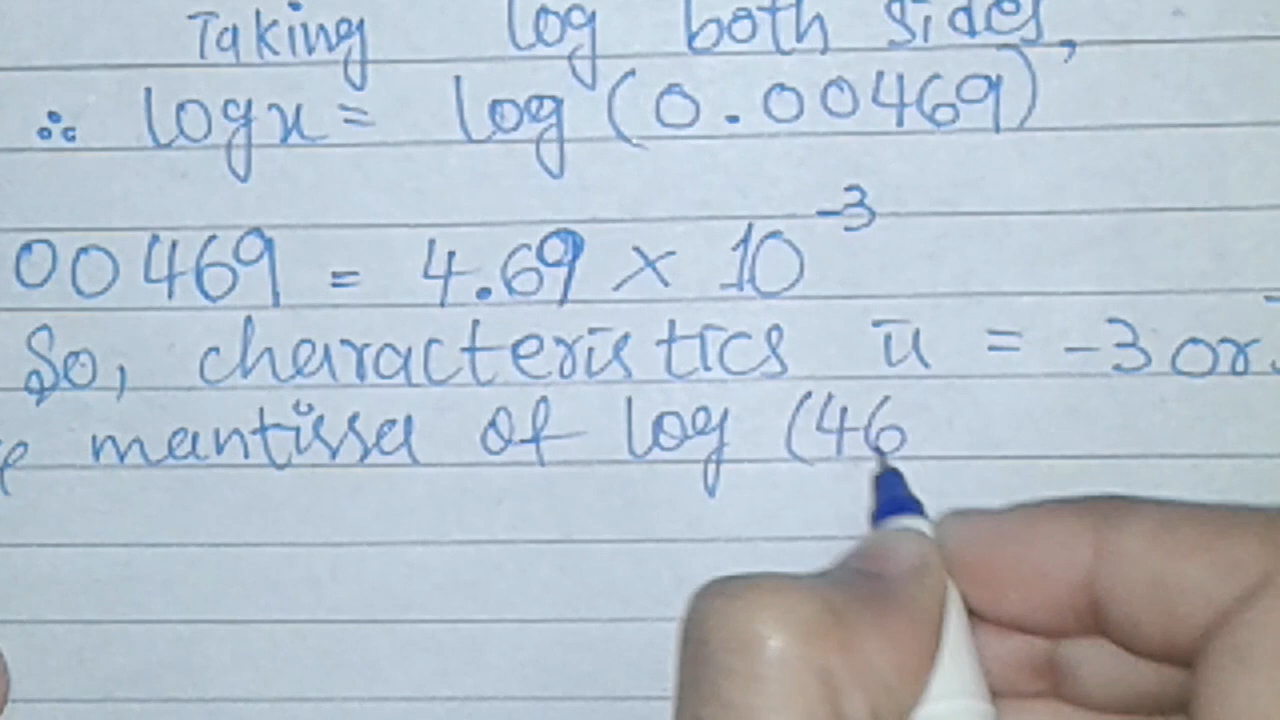 Taking log both sides,
∴ log x = log (0.00469)
00469 = 4.69 × 10⁻³
So, characteristics is = -3 or
mantissa of log (46